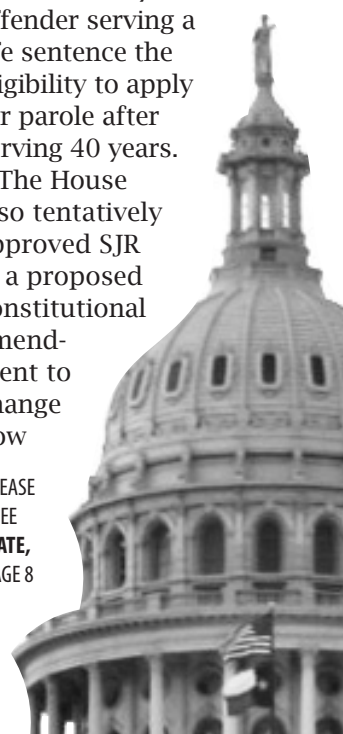 ffender serving a
e sentence the
igibility to apply
r parole after
rving 40 years.
The House
so tentatively
pproved SJR
a proposed
onstitutional
mend-
ent to
hange
ow
EASE
EE
ATE,
AGE 8